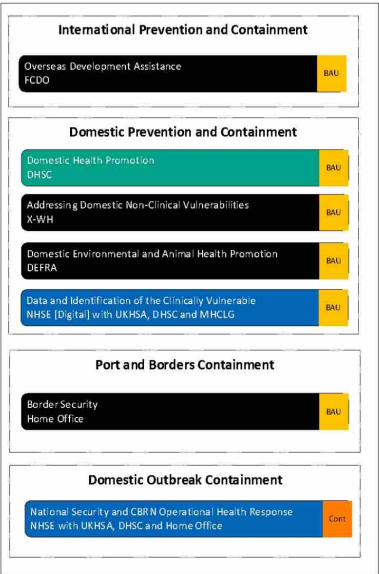 International Prevention and Containment
Overseas Development Assistance
FCDO
BAU
Domestic Prevention and Containment
Domestic Health Promotion
DHSC
BAU
Addressing Domestic Non-Clinical Vulnerabilities
X-WH
BAU
Domestic Environmental and Animal Health Promotion
DEFRA
BAU
Data and Identification of the Clinically Vulnerable
NHSE [Digital] with UKHSA, DHSC and MHCLG
BAU
Port and Borders Containment
Border Security
Home Office
BAU
Domestic Outbreak Containment
National Security and CBRN Operational Health Response
NHSE with UKHSA, DHSC and Home Office
Cont